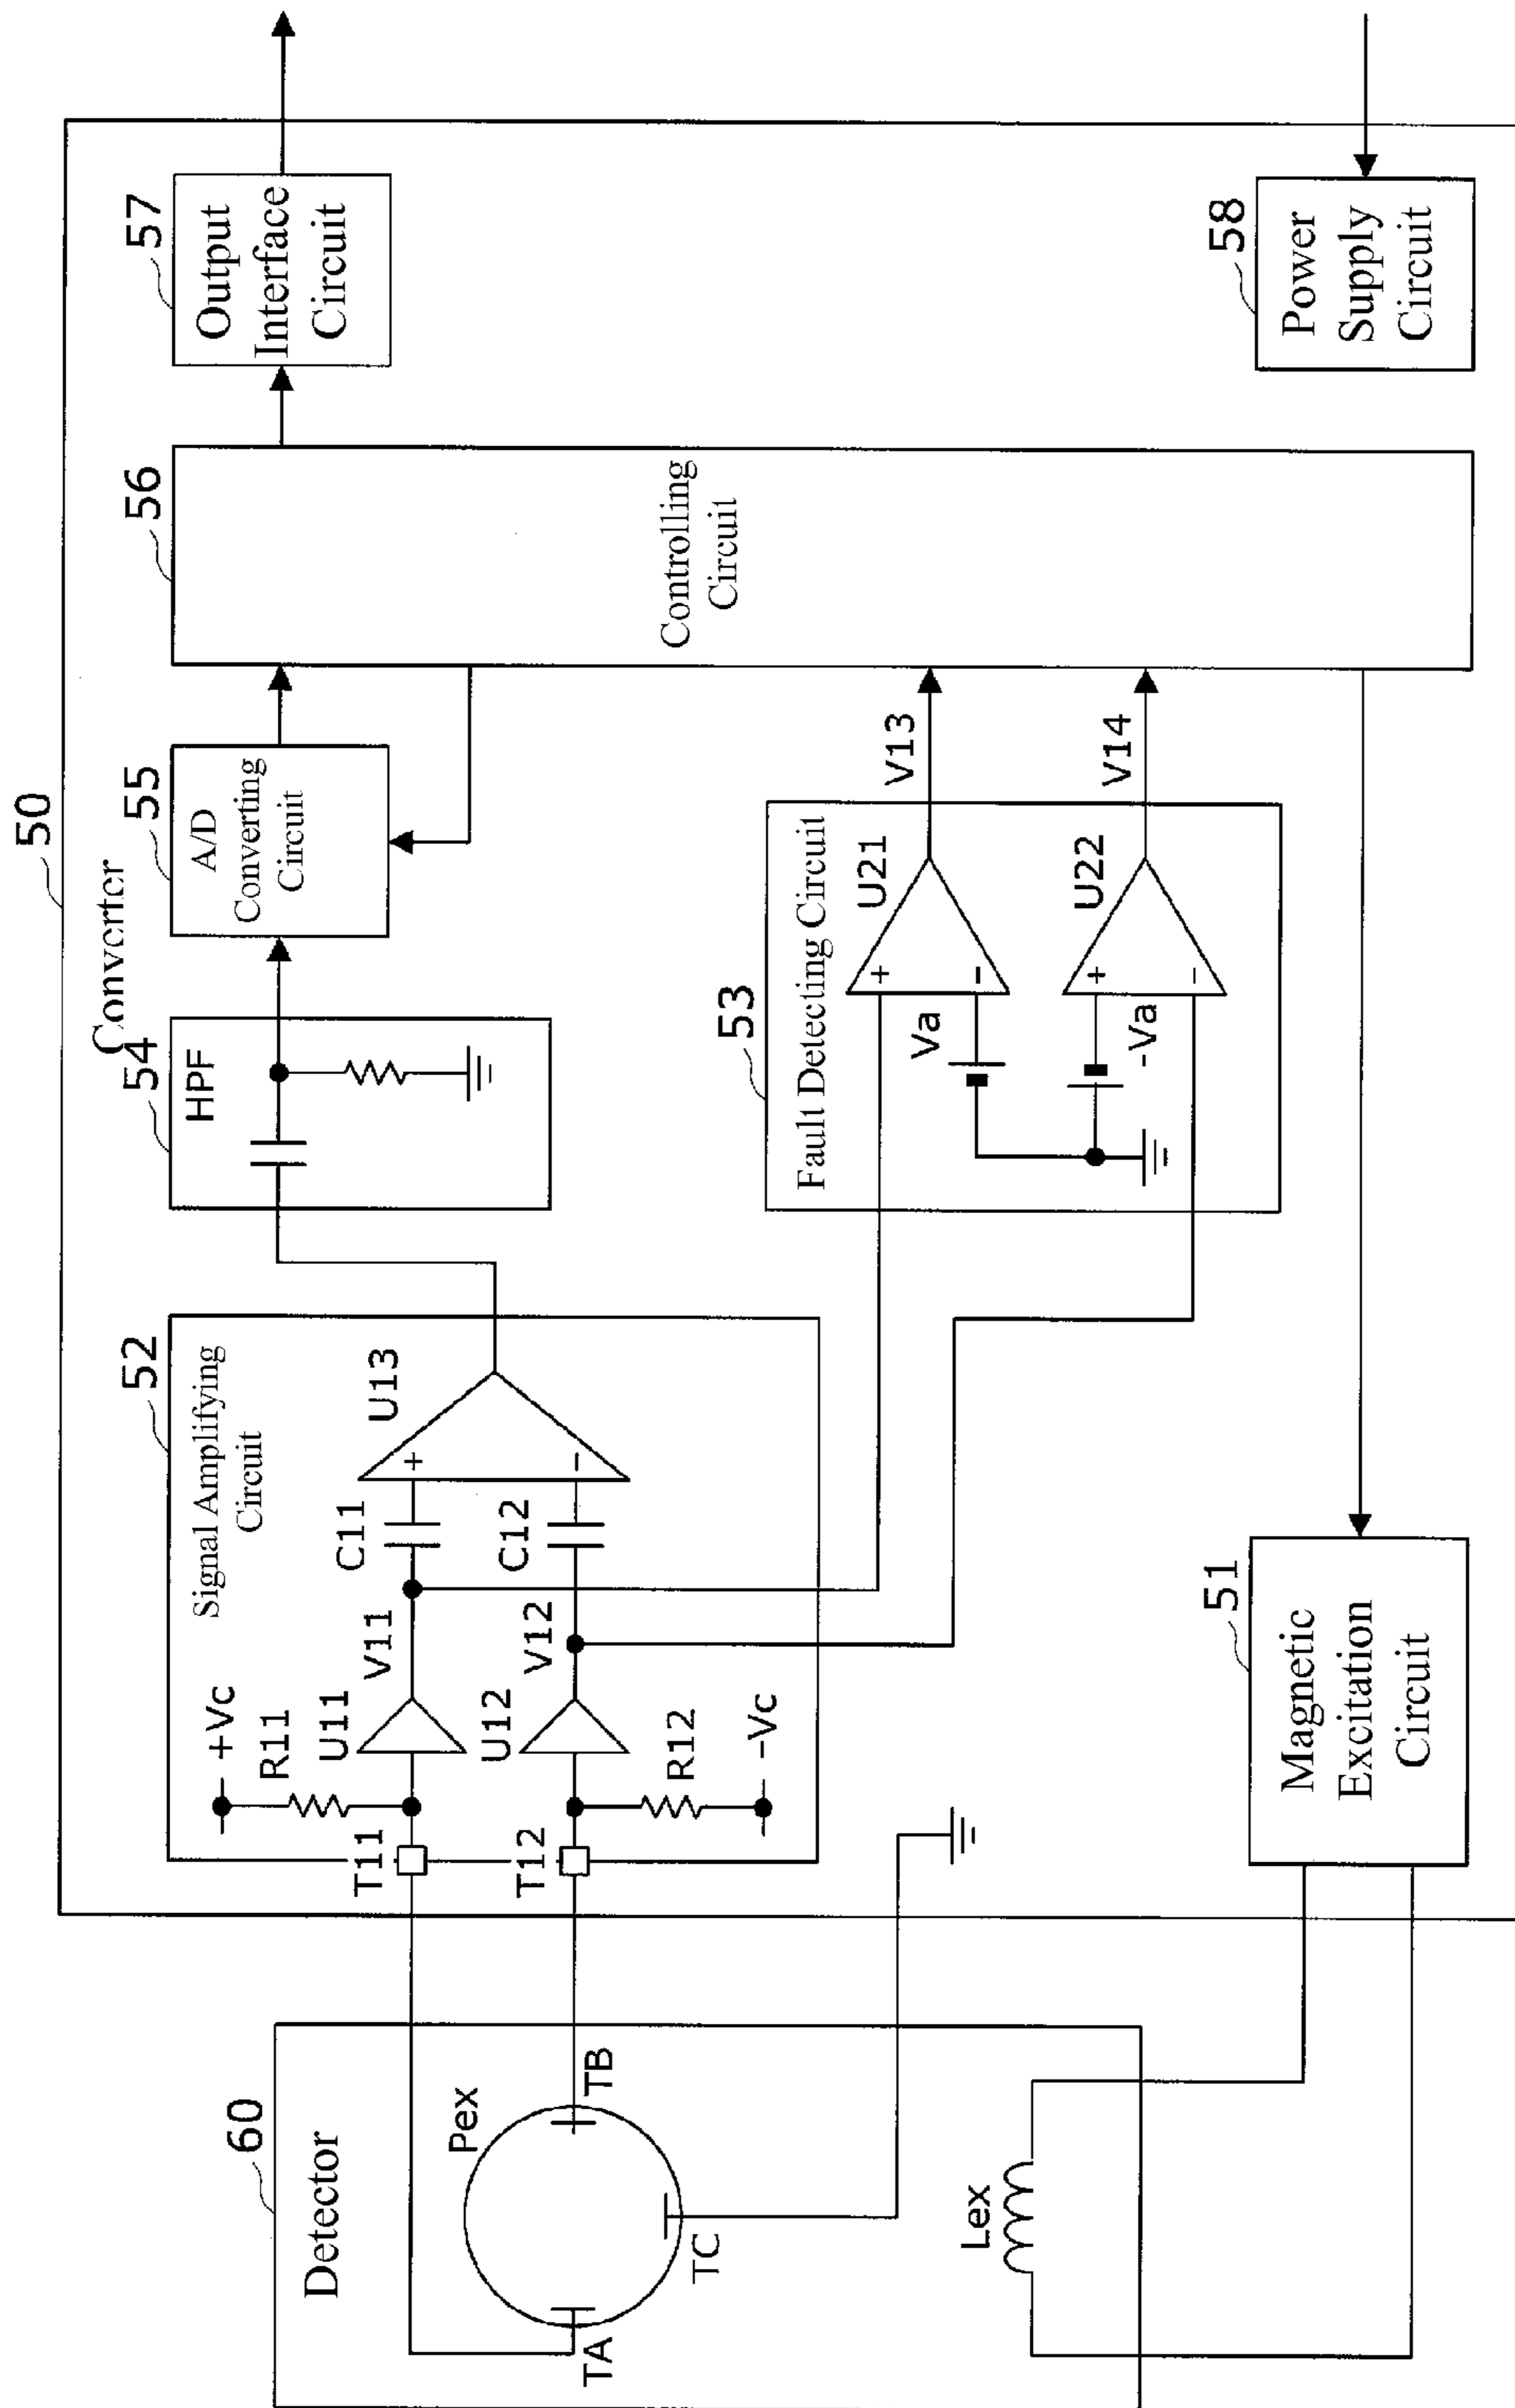 50
Converter
60
Detector
Pex
TA
TB
TC
Lex
52
Signal Amplifying
Circuit
+Vc
R11
T11
U11
V11
C11
U13
+
−
T12
U12
V12
C12
R12
-Vc
54
HPF
55
A/D
Converting
Circuit
56
Controlling
Circuit
57
Output
Interface
Circuit
53
Fault Detecting Circuit
Va
+
−
U21
V13
-Va
+
−
U22
V14
51
Magnetic
Excitation
Circuit
58
Power
Supply
Circuit